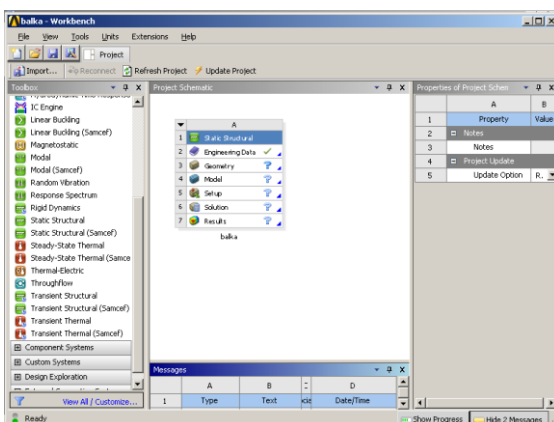 balka - Workbench
File View Tools Units Extensions Help
Project
Import... Reconnect Refresh Project Update Project
Toolbox
IC Engine
Linear Buckling
Linear Buckling (Samcef)
Magnetostatic
Modal
Modal (Samcef)
Random Vibration
Response Spectrum
Rigid Dynamics
Static Structural
Static Structural (Samcef)
Steady-State Thermal
Steady-State Thermal (Samce
Thermal-Electric
Throughflow
Transient Structural
Transient Structural (Samcef)
Transient Thermal
Transient Thermal (Samcef)
Component Systems
Custom Systems
Design Exploration
View All / Customize...
Project Schematic
A
1 Static Structural
2 Engineering Data
3 Geometry
4 Model
5 Setup
6 Solution
7 Results
balka
Messages
A B D
1 Type Text Date/Time
Properties of Project Schem
A B
1 Property Value
2 Notes
3 Notes
4 Project Update
5 Update Option R.
Ready
Show Progress Hide 2 Messages